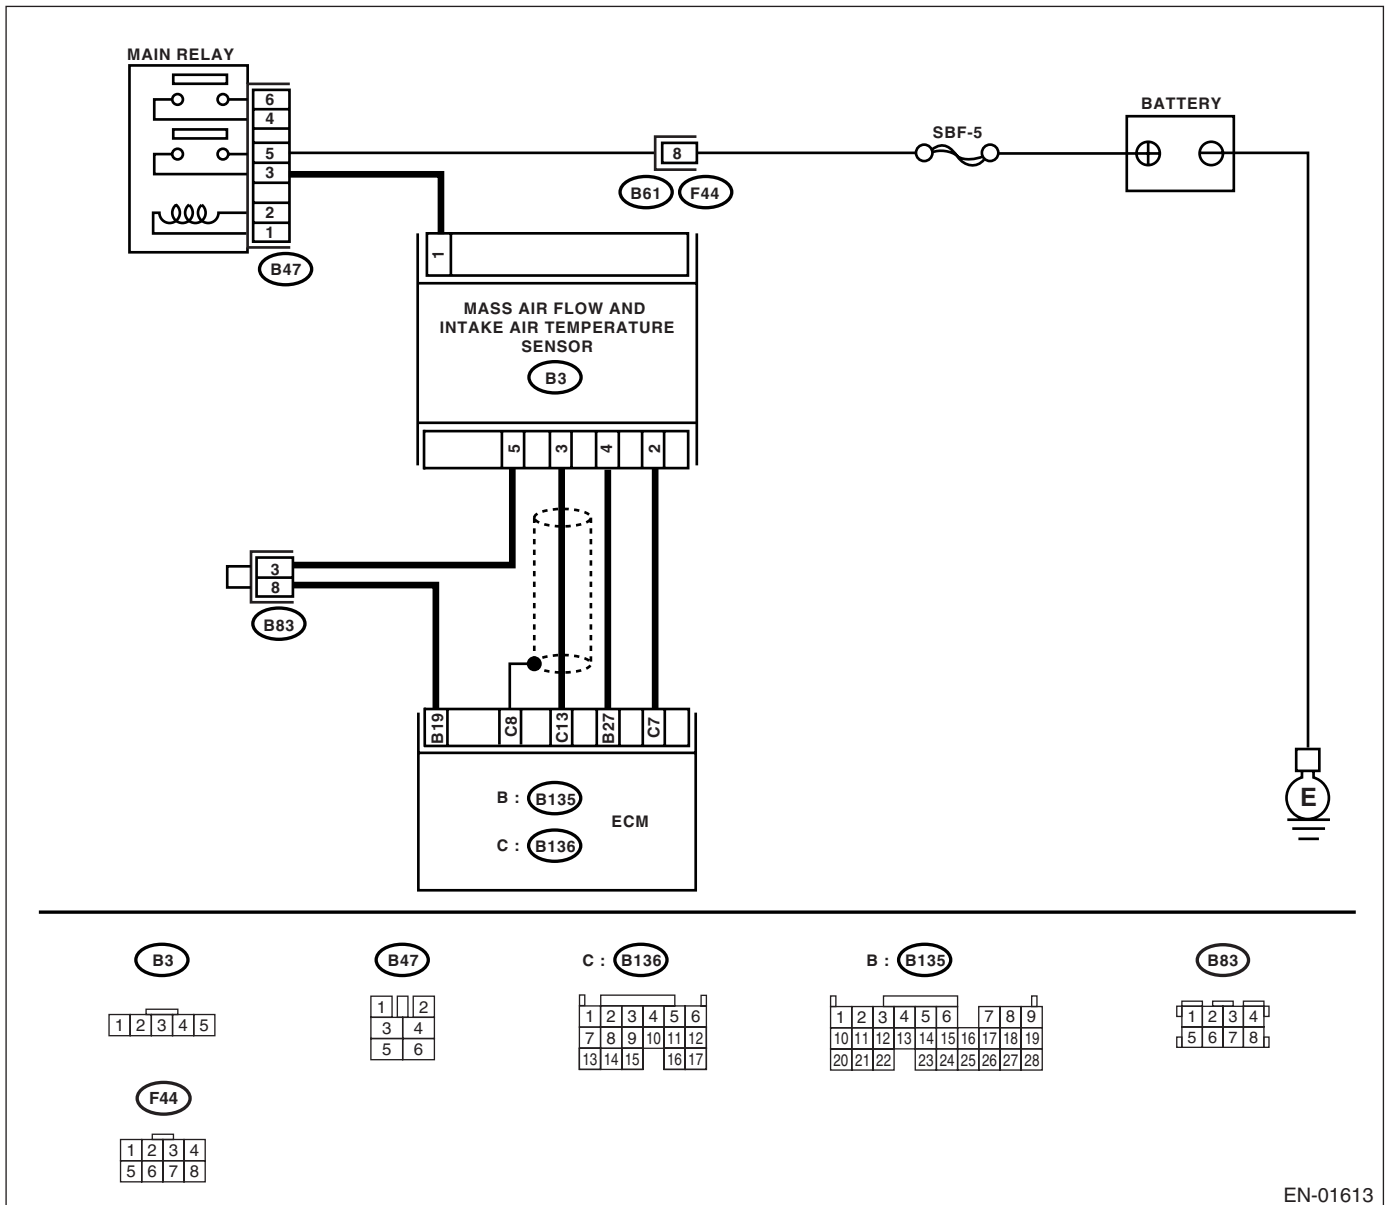 MAIN RELAY
6
4
5
3
2
1
B47
8
B61 F44
SBF-5
BATTERY
1
MASS AIR FLOW AND
INTAKE AIR TEMPERATURE
SENSOR
B3
5 3 4 2
3
8
B83
B19 C8 C13 B27 C7
B : B135
ECM
C : B136
E
B3
1 2 3 4 5
B47
1 2
3 4
5 6
C : B136
1 2 3 4 5 6
7 8 9 10 11 12
13 14 15 16 17
B : B135
1 2 3 4 5 6 7 8 9
10 11 12 13 14 15 16 17 18 19
20 21 22 23 24 25 26 27 28
B83
1 2 3 4
5 6 7 8
F44
1 2 3 4
5 6 7 8
EN-01613